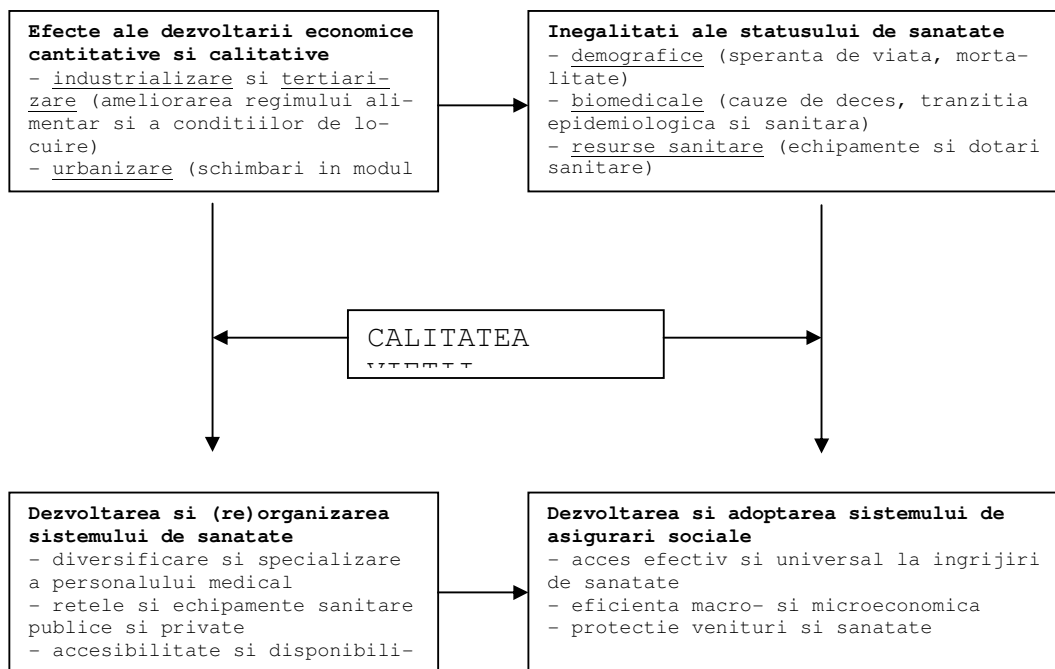 Efecte ale dezvoltarii economice
cantitative si calitative
– industrializare si tertiari–
zare (ameliorarea regimului ali–
mentar si a conditiilor de lo–
cuire)
– urbanizare (schimbari in modul
Inegalitati ale statusului de sanatate
– demografice (speranta de viata, morta–
litate)
– biomedicale (cauze de deces, tranzitia
epidemiologica si sanitara)
– resurse sanitare (echipamente si dotari
sanitare)
CALITATEA
Dezvoltarea si (re)organizarea
sistemului de sanatate
– diversificare si specializare
a personalului medical
– retele si echipamente sanitare
publice si private
– accesibilitate si disponibili–
Dezvoltarea si adoptarea sistemului de
asigurari sociale
– acces efectiv si universal la ingrijiri
de sanatate
– eficienta macro– si microeconomica
– protectie venituri si sanatate